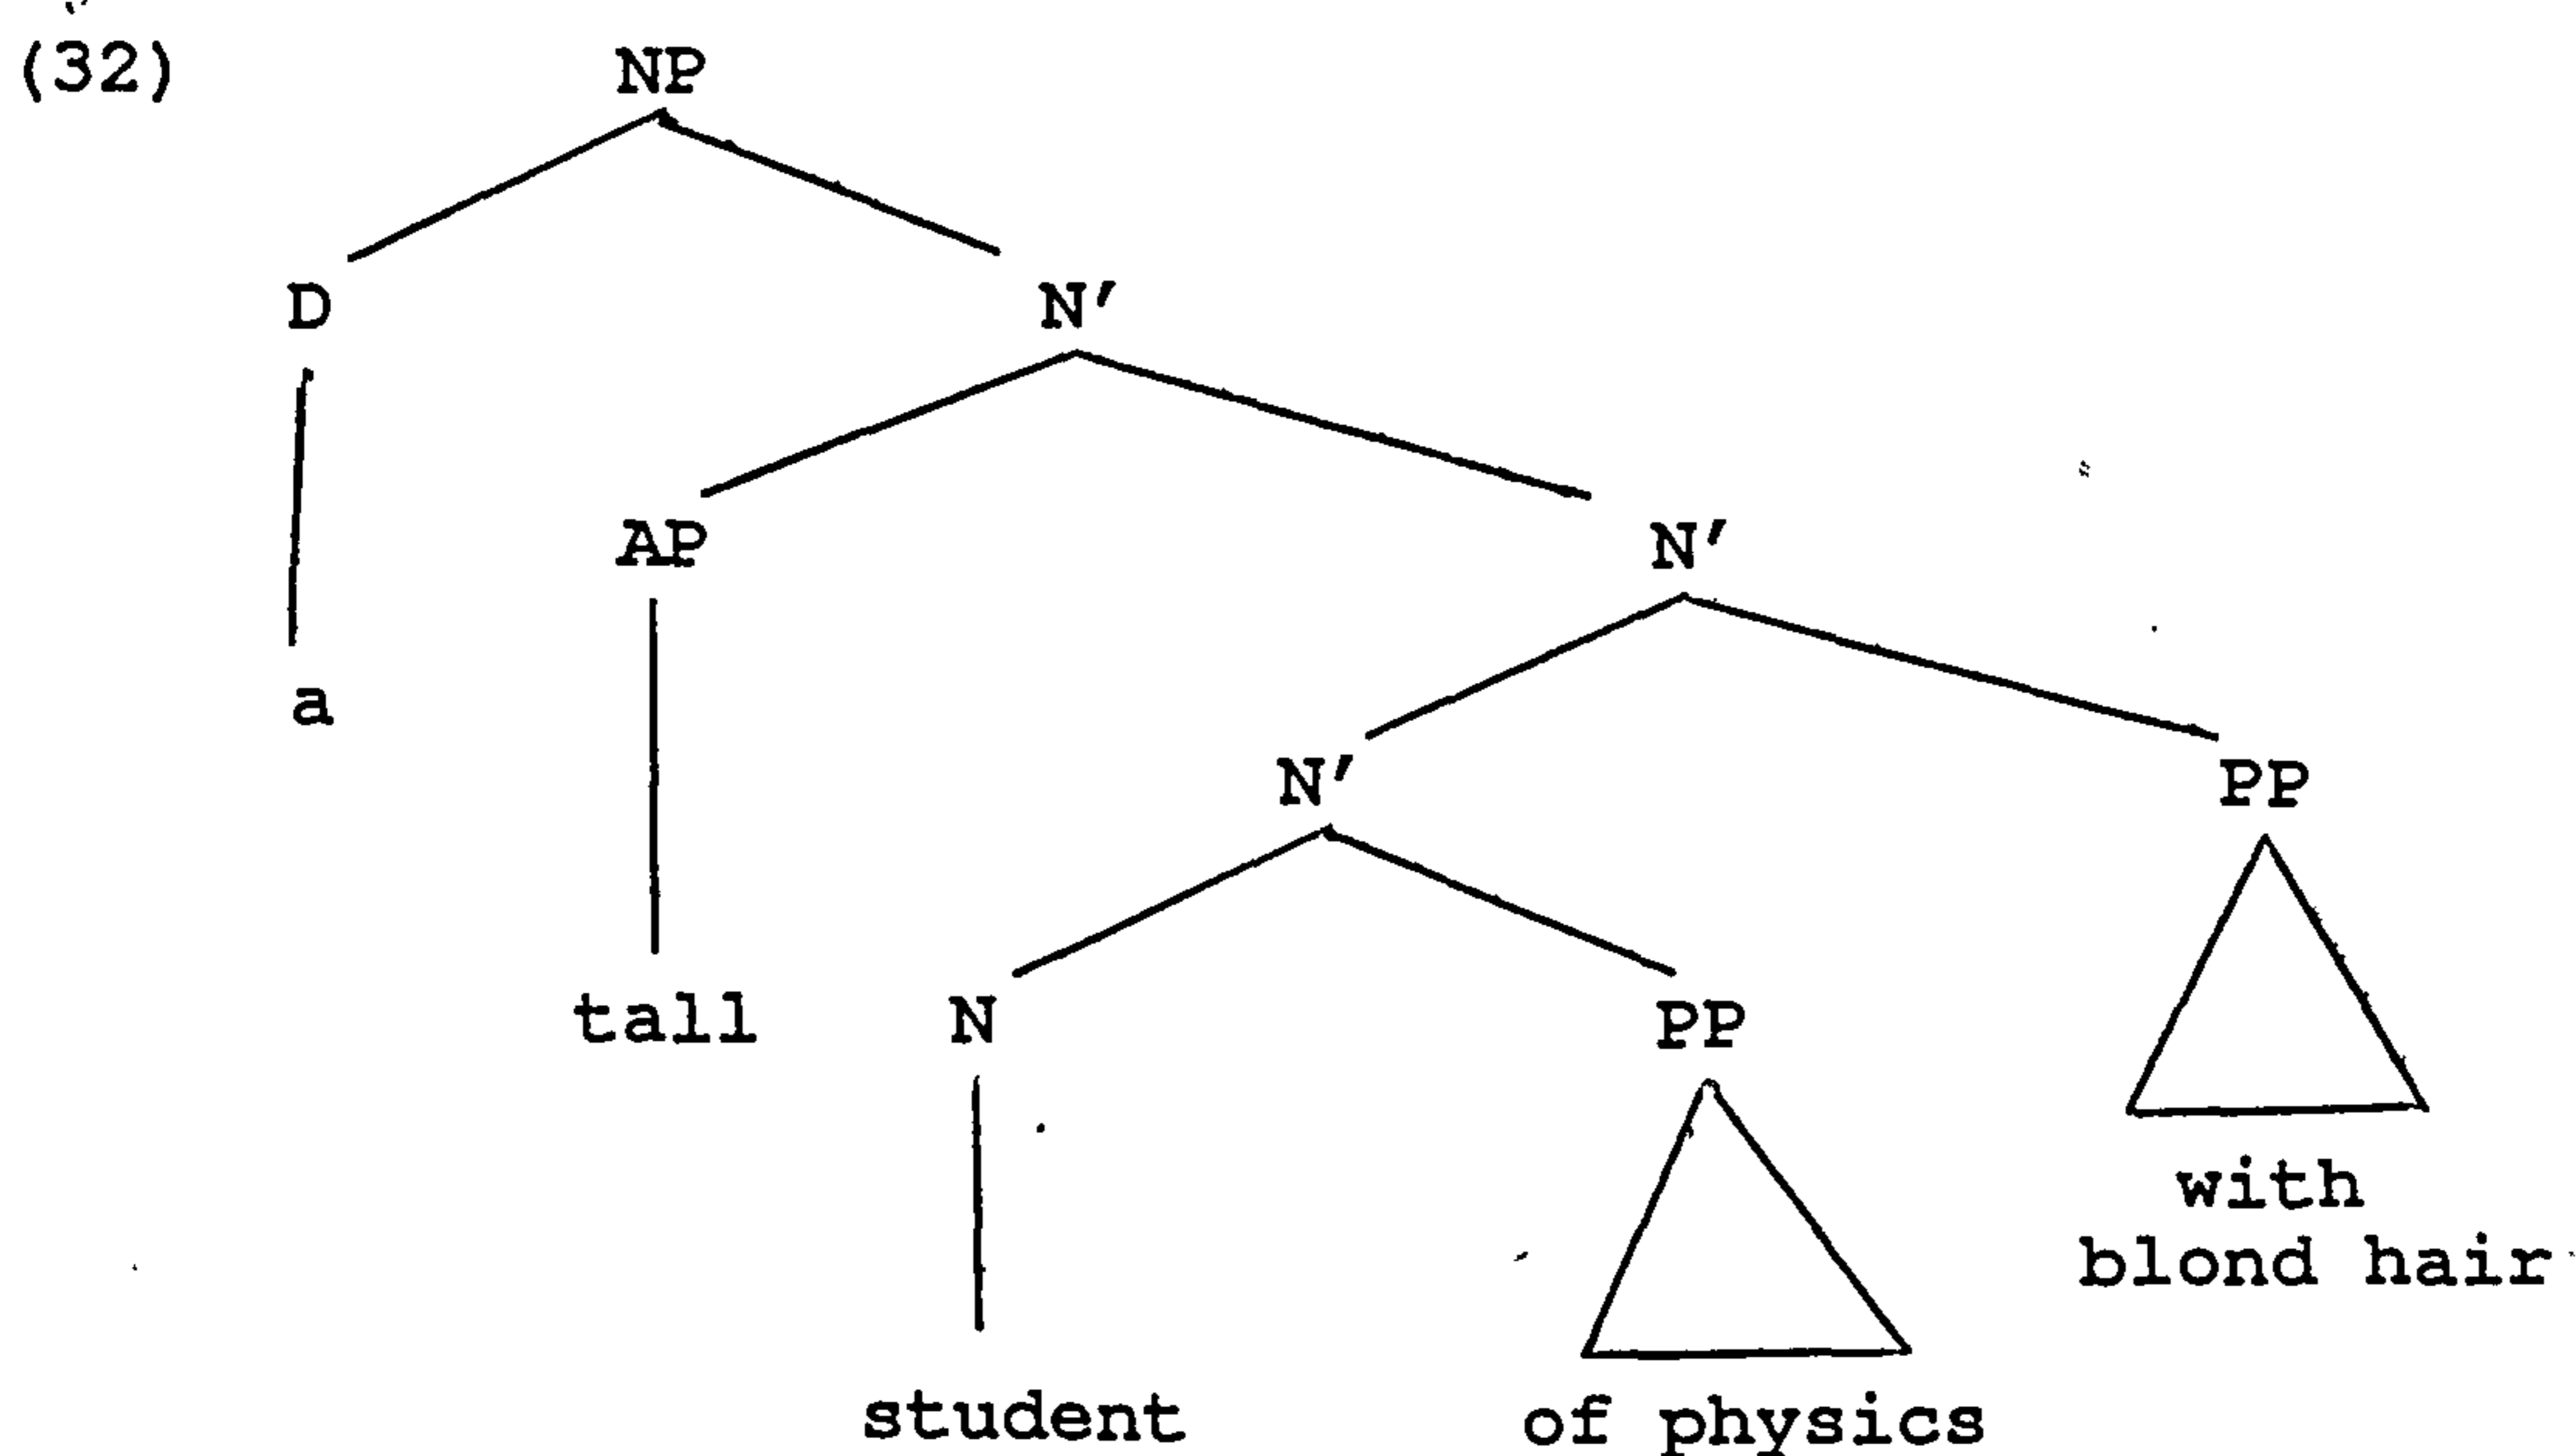 (32) NP
D N'
AP N'
a
N' PP
tall N PP
with
blond hair
student of physics